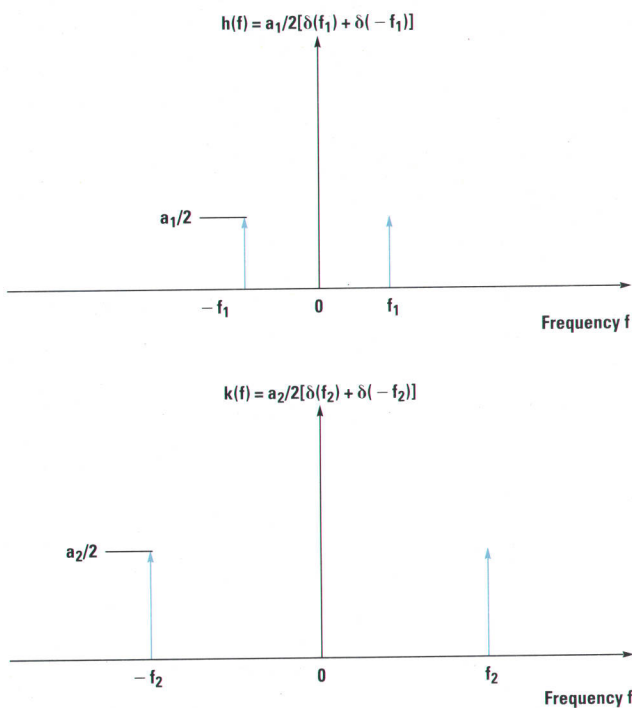 h(f) = a₁/2[δ(f₁) + δ( − f₁)]
a₁/2
− f₁ 0 f₁
Frequency f
k(f) = a₂/2[δ(f₂) + δ( − f₂)]
a₂/2
− f₂ 0 f₂
Frequency f